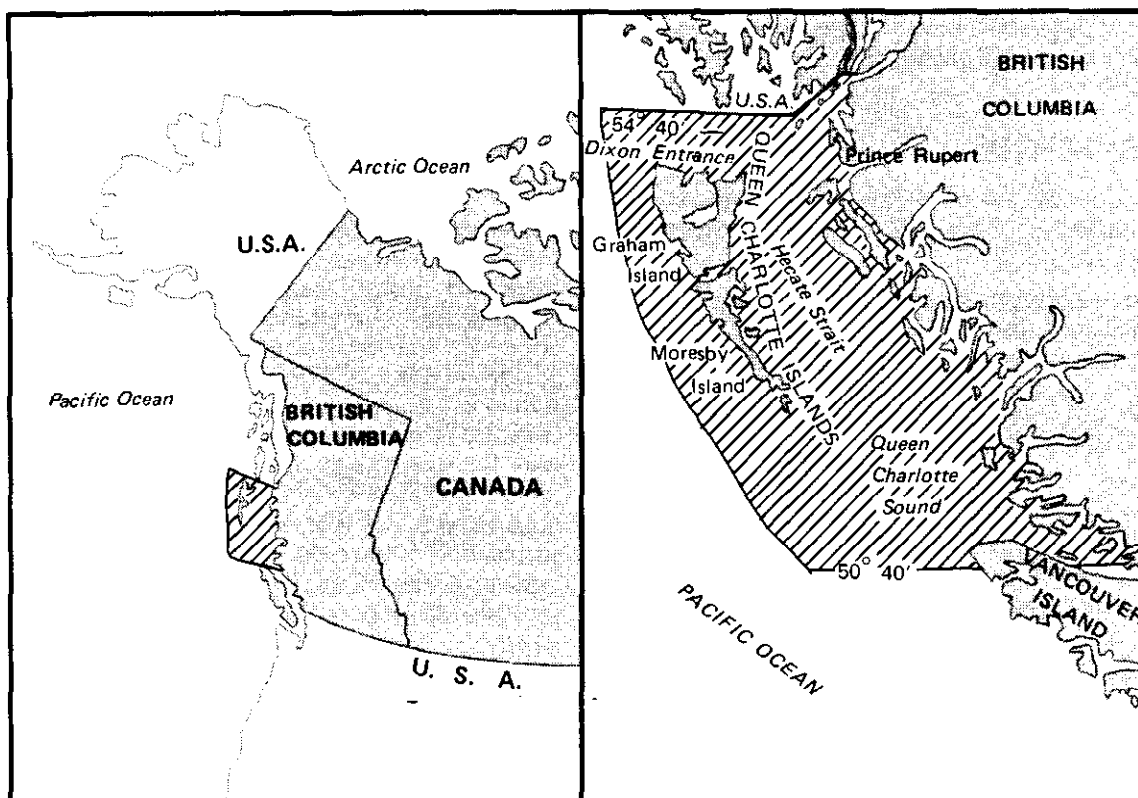 Arctic Ocean
U.S.A.
Pacific Ocean
BRITISH
COLUMBIA
CANADA
U. S. A.
BRITISH
COLUMBIA
U.S.A.
54° 40'
Dixon Entrance
Prince Rupert
QUEEN CHARLOTTE ISLANDS
Graham
Island
Hecate Strait
Moresby
Island
Queen
Charlotte
Sound
50° 40'
VANCOUVER
ISLAND
PACIFIC OCEAN